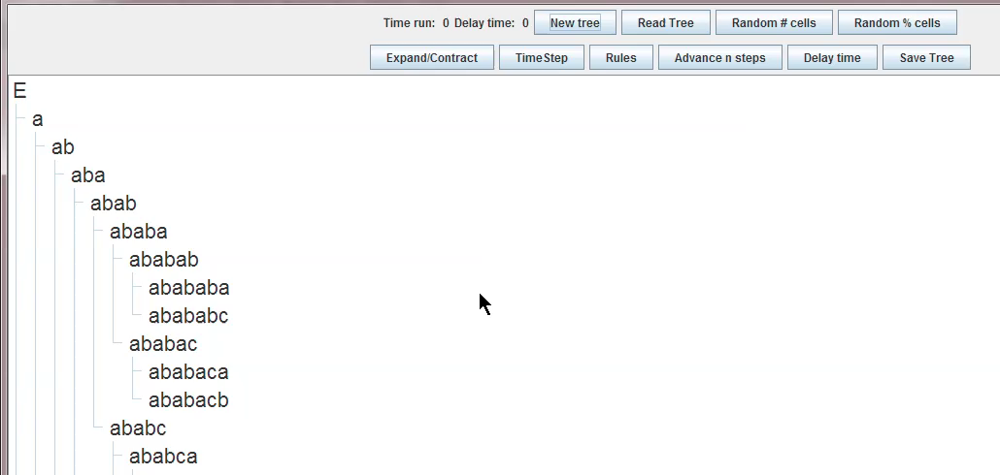 Time run: 0 Delay time: 0 New tree Read Tree Random # cells Random % cells
Expand/Contract TimeStep Rules Advance n steps Delay time Save Tree
E
a
ab
aba
abab
ababa
ababab
abababa
abababc
ababac
ababaca
ababacb
ababc
ababca